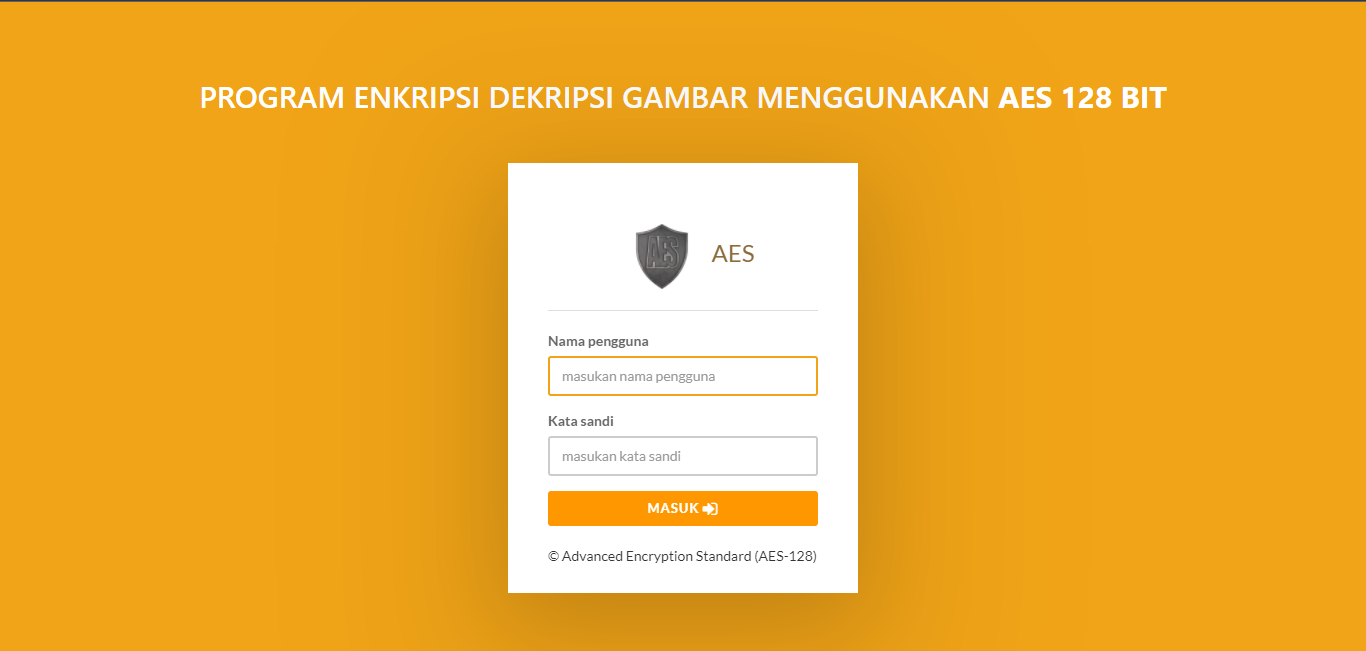 PROGRAM ENKRIPSI DEKRIPSI GAMBAR MENGGUNAKAN AES 128 BIT
AES AES
Nama pengguna
masukan nama pengguna
Kata sandi
masukan kata sandi
MASUK
© Advanced Encryption Standard (AES-128)